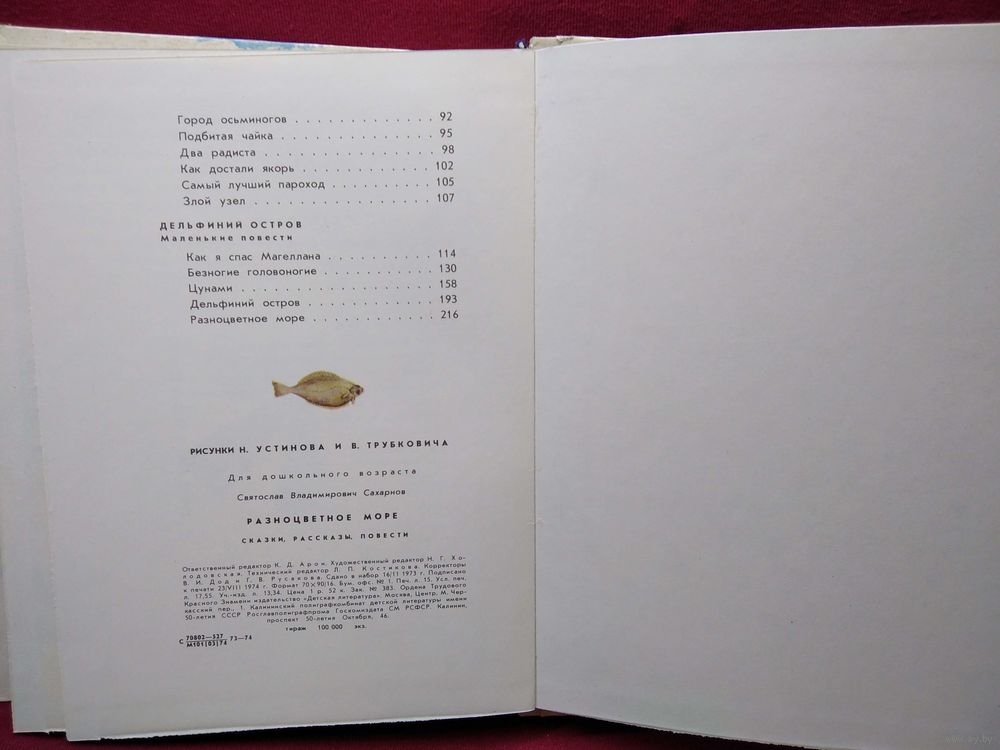 Город осьминогов . . . . . . . . . . . . . 92
Подбитая чайка . . . . . . . . . . . . . . 95
Два радиста . . . . . . . . . . . . . . . 98
Как достали якорь . . . . . . . . . . . . 102
Самый лучший пароход . . . . . . . . . . 105
Злой узел . . . . . . . . . . . . . . . . 107
ДЕЛЬФИНИЙ ОСТРОВ
Маленькие повести
Как я спас Магеллана . . . . . . . . . . 114
Безногие головоногие . . . . . . . . . . 130
Цунами . . . . . . . . . . . . . . . . . 158
Дельфиний остров . . . . . . . . . . . . 193
Разноцветное море . . . . . . . . . . . . 216
РИСУНКИ Н. УСТИНОВА И В. ТРУБКОВИЧА
Для дошкольного возраста
Святослав Владимирович Сахарнов
РАЗНОЦВЕТНОЕ МОРЕ
СКАЗКИ, РАССКАЗЫ, ПОВЕСТИ
Ответственный редактор К. Д. Арон. Художественный редактор Н. Г. Хо-
лодовская. Технический редактор Л. П. Костикова. Корректоры
В. И. Дод и Г. В. Русакова. Сдано в набор 16/11 1973 г. Подписано
к печати 23/VIII 1974 г. Формат 70×90/16. Бум. офс. № 1. Печ. л. 15. Усл. печ.
л. 17,55. Уч.-изд. л. 13,34. Цена 1 р. 52 к. Зак. № 383. Ордена Трудового
Красного Знамени издательство «Детская литература». Москва, Центр, М. Чер-
касский пер., 1. Калининский полиграфкомбинат детской литературы имени
50-летия СССР Росглавполиграфпрома Госкомиздата СМ РСФСР. Калинин,
проспект 50-летия Октября, 46.
тираж 100 000 экз.
С 70802—527 73—74
М101(03)74
www.ay.by